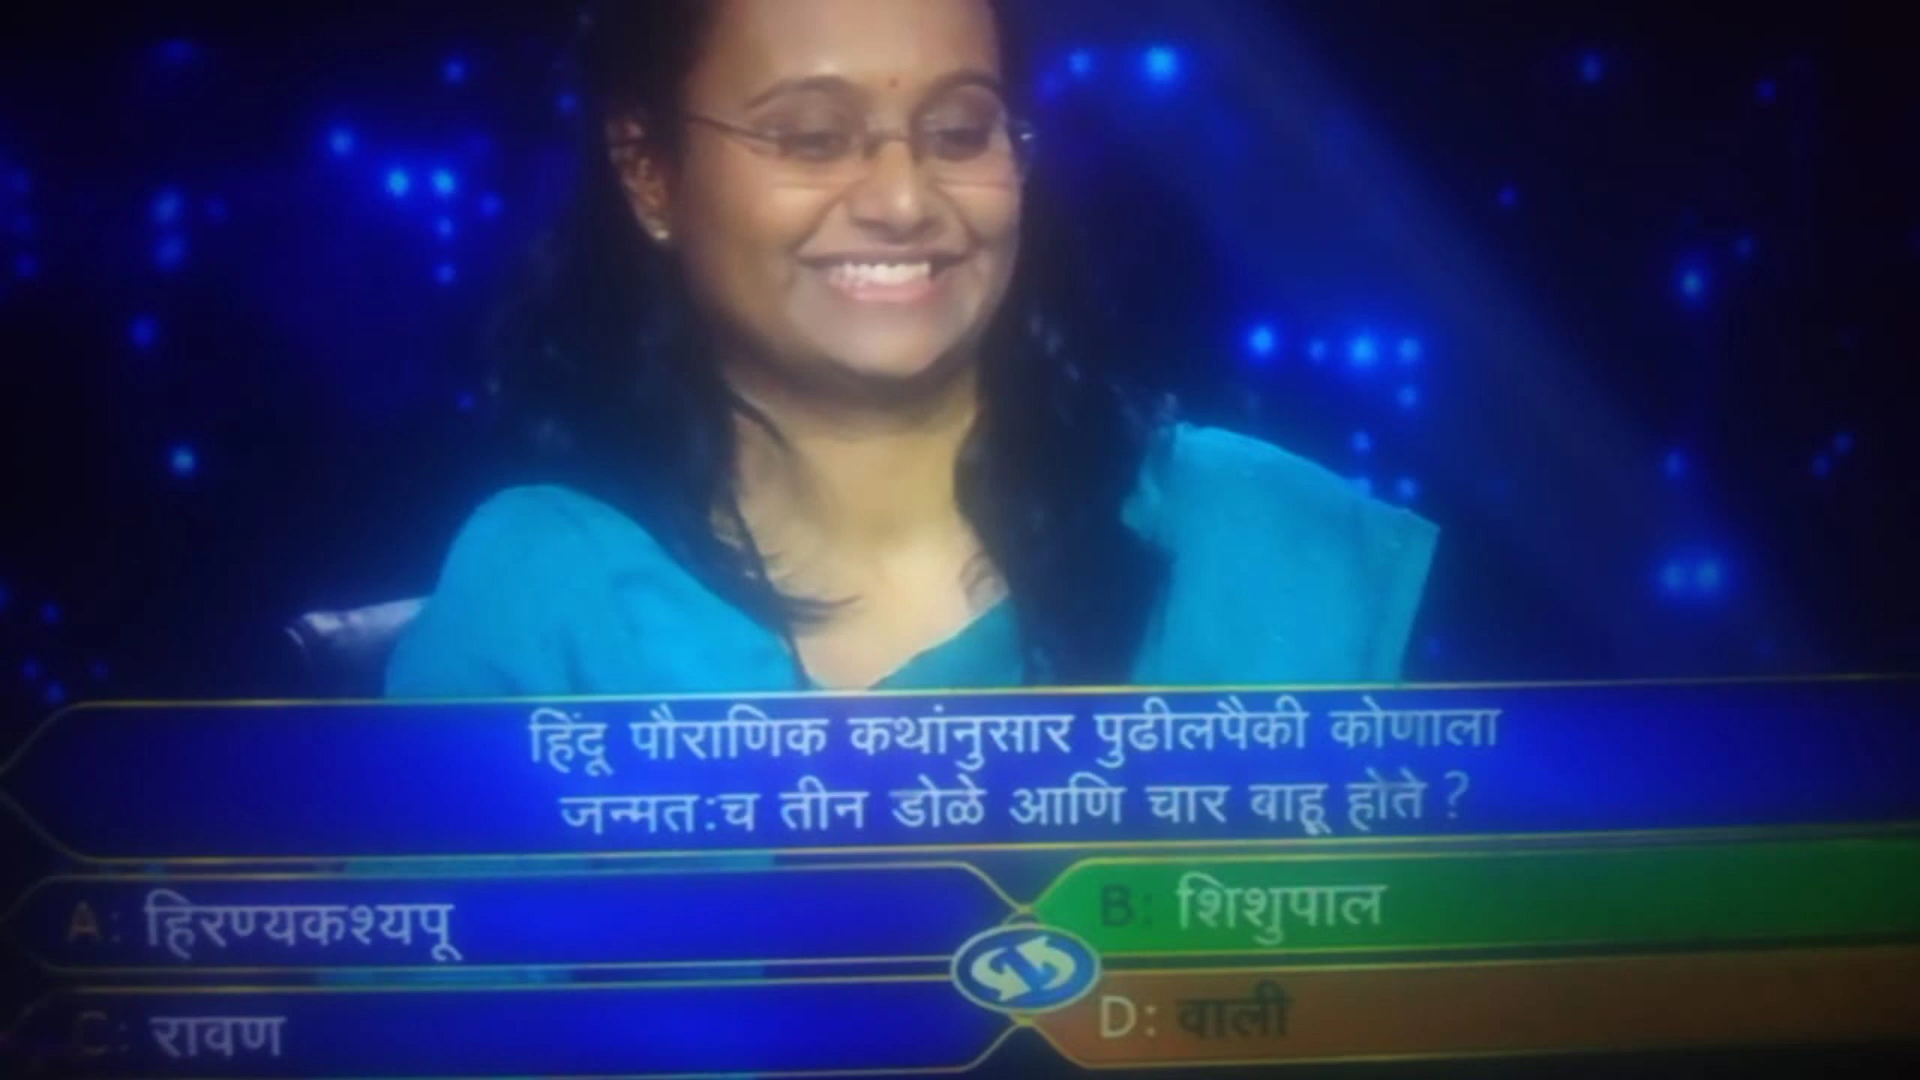 हिंदू पौराणिक कथांनुसार पुढीलपैकी कोणाला
जन्मत:च तीन डोळे आणि चार बाहू होते ?
A: हिरण्यकश्यपू
B: शिशुपाल
C: रावण
D: वाली